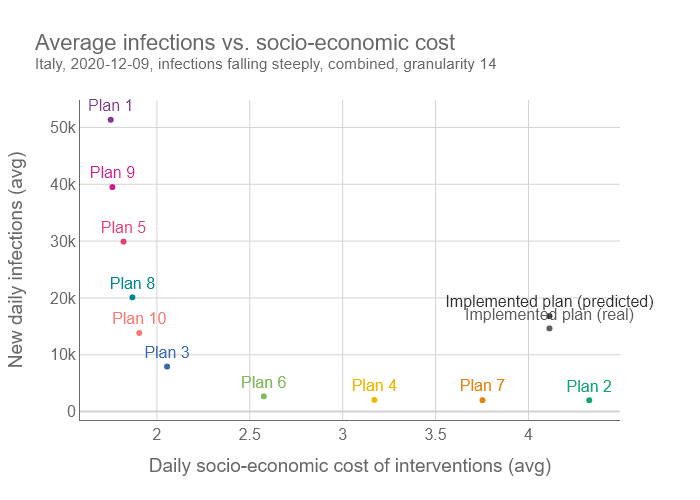 Average infections vs. socio-economic cost
Italy, 2020-12-09, infections falling steeply, combined, granularity 14
New daily infections (avg)
50k
40k
30k
20k
10k
0
Plan 1
Plan 9
Plan 5
Plan 8
Plan 10
Plan 3
Plan 6
Plan 4
Plan 7
Plan 2
Implemented plan (predicted)
Implemented plan (real)
2
2.5
3
3.5
4
Daily socio-economic cost of interventions (avg)